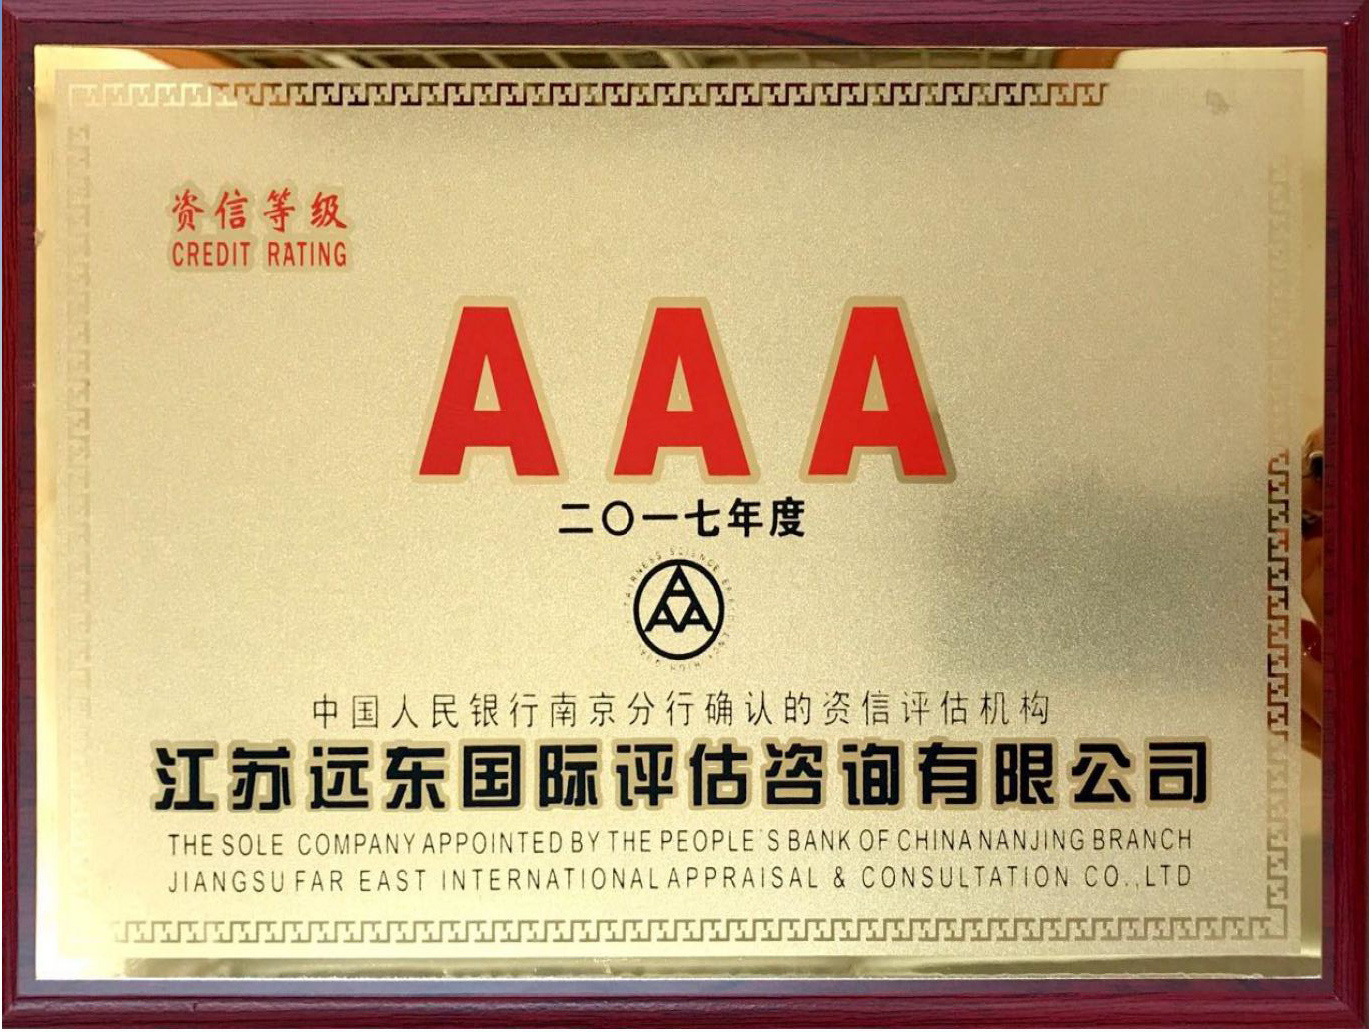 资信等级
CREDIT RATING
AAA
二〇一七年度
AAA
中国人民银行南京分行确认的资信评估机构
江苏远东国际评估咨询有限公司
THE SOLE COMPANY APPOINTED BY THE PEOPLE'S BANK OF CHINA NANJING BRANCH
JIANGSU FAR EAST INTERNATIONAL APPRAISAL & CONSULTATION CO.,LTD